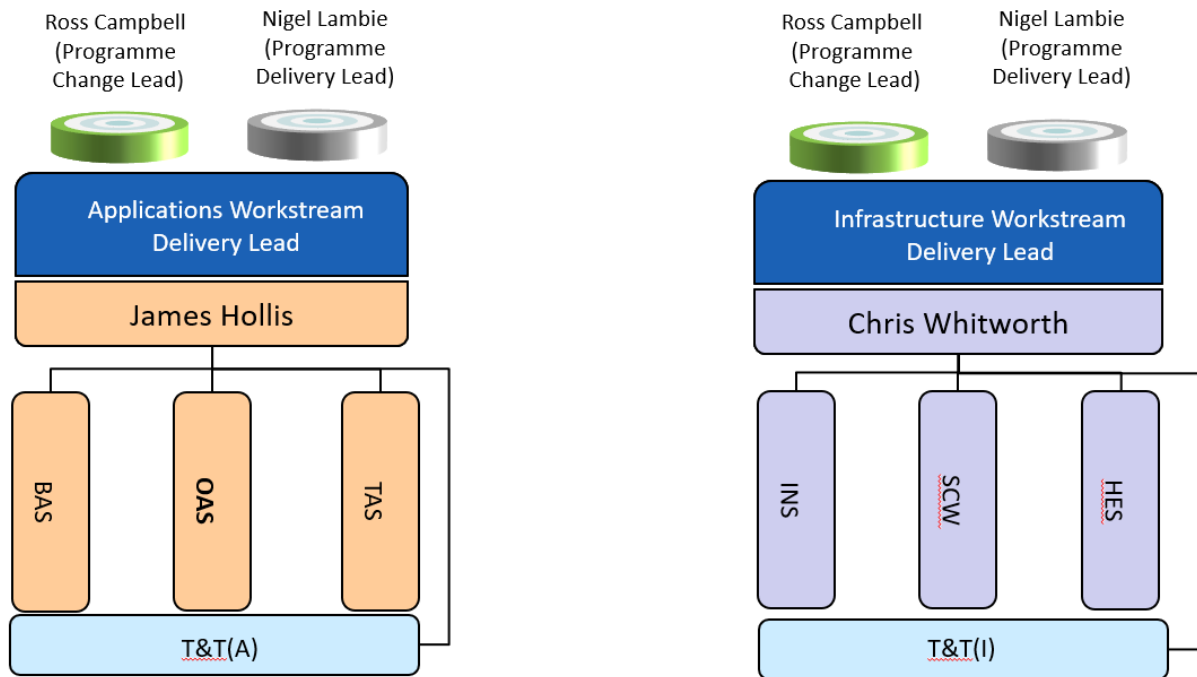 Ross Campbell
(Programme
Change Lead)
Nigel Lambie
(Programme
Delivery Lead)
Applications Workstream
Delivery Lead
James Hollis
BAS
OAS
TAS
T&T(A)
Ross Campbell
(Programme
Change Lead)
Nigel Lambie
(Programme
Delivery Lead)
Infrastructure Workstream
Delivery Lead
Chris Whitworth
INS
SCW
HES
T&T(I)